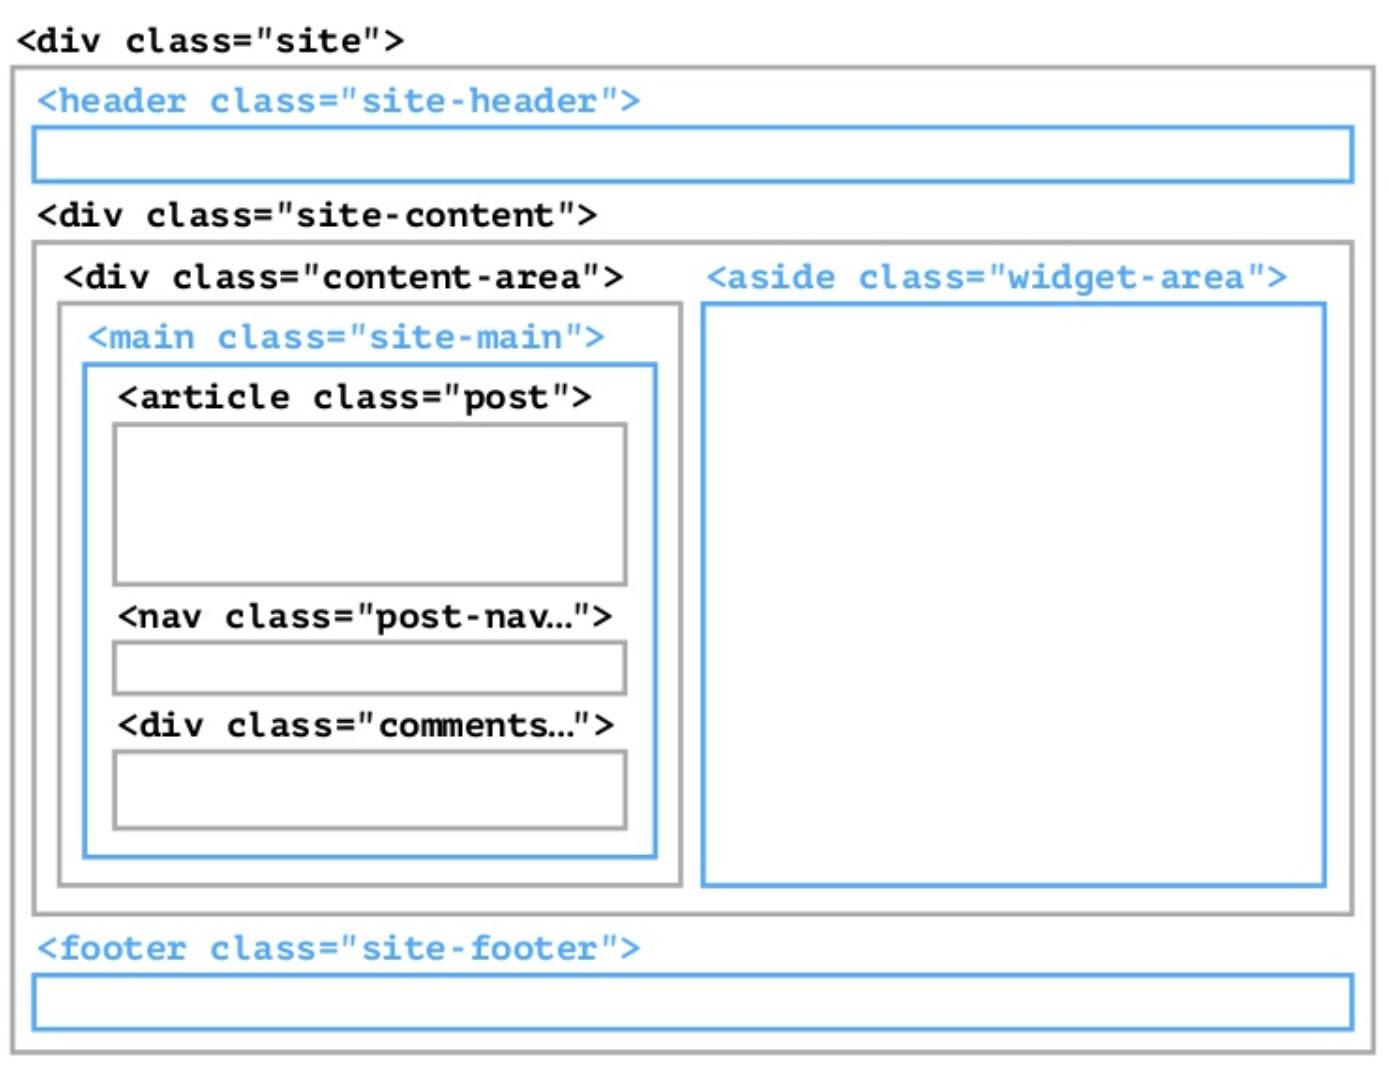 <div class="site">
<header class="site-header">
<div class="site-content">
<div class="content-area">
<main class="site-main">
<article class="post">
<nav class="post-nav…">
<div class="comments…">
<aside class="widget-area">
<footer class="site-footer">